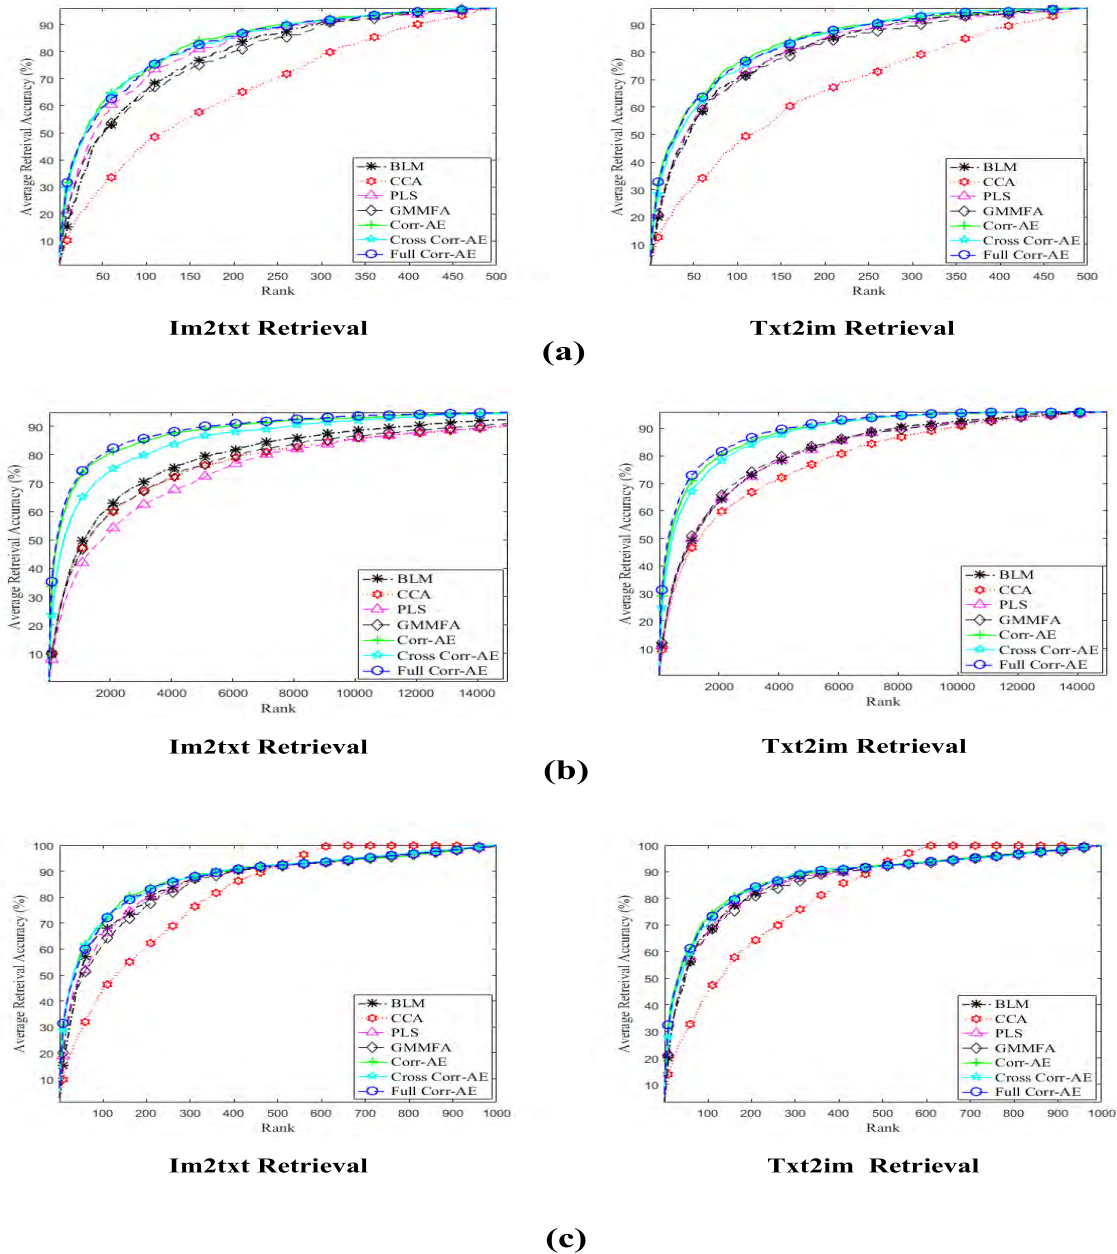 Average Retreival Accuracy (%)
90
80
70
60
50
40
30
20
10
BLM
CCA
PLS
GMMFA
Corr-AE
Cross Corr-AE
Full Corr-AE
50 100 150 200 250 300 350 400 450 500
Rank
Im2txt Retrieval
Average Retreival Accuracy (%)
90
80
70
60
50
40
30
20
10
BLM
CCA
PLS
GMMFA
Corr-AE
Cross Corr-AE
Full Corr-AE
50 100 150 200 250 300 350 400 450 500
Rank
Txt2im Retrieval
(a)
Average Retreival Accuracy (%)
90
80
70
60
50
40
30
20
10
BLM
CCA
PLS
GMMFA
Corr-AE
Cross Corr-AE
Full Corr-AE
2000 4000 6000 8000 10000 12000 14000
Rank
Im2txt Retrieval
Average Retreival Accuracy (%)
90
80
70
60
50
40
30
20
10
BLM
CCA
PLS
GMMFA
Corr-AE
Cross Corr-AE
Full Corr-AE
2000 4000 6000 8000 10000 12000 14000
Rank
Txt2im Retrieval
(b)
Average Retreival Accuracy (%)
100
90
80
70
60
50
40
30
20
10
BLM
CCA
PLS
GMMFA
Corr-AE
Cross Corr-AE
Full Corr-AE
100 200 300 400 500 600 700 800 900 1000
Rank
Im2txt Retrieval
Average Retreival Accuracy (%)
100
90
80
70
60
50
40
30
20
10
BLM
CCA
PLS
GMMFA
Corr-AE
Cross Corr-AE
Full Corr-AE
100 200 300 400 500 600 700 800 900 1000
Rank
Txt2im Retrieval
(c)